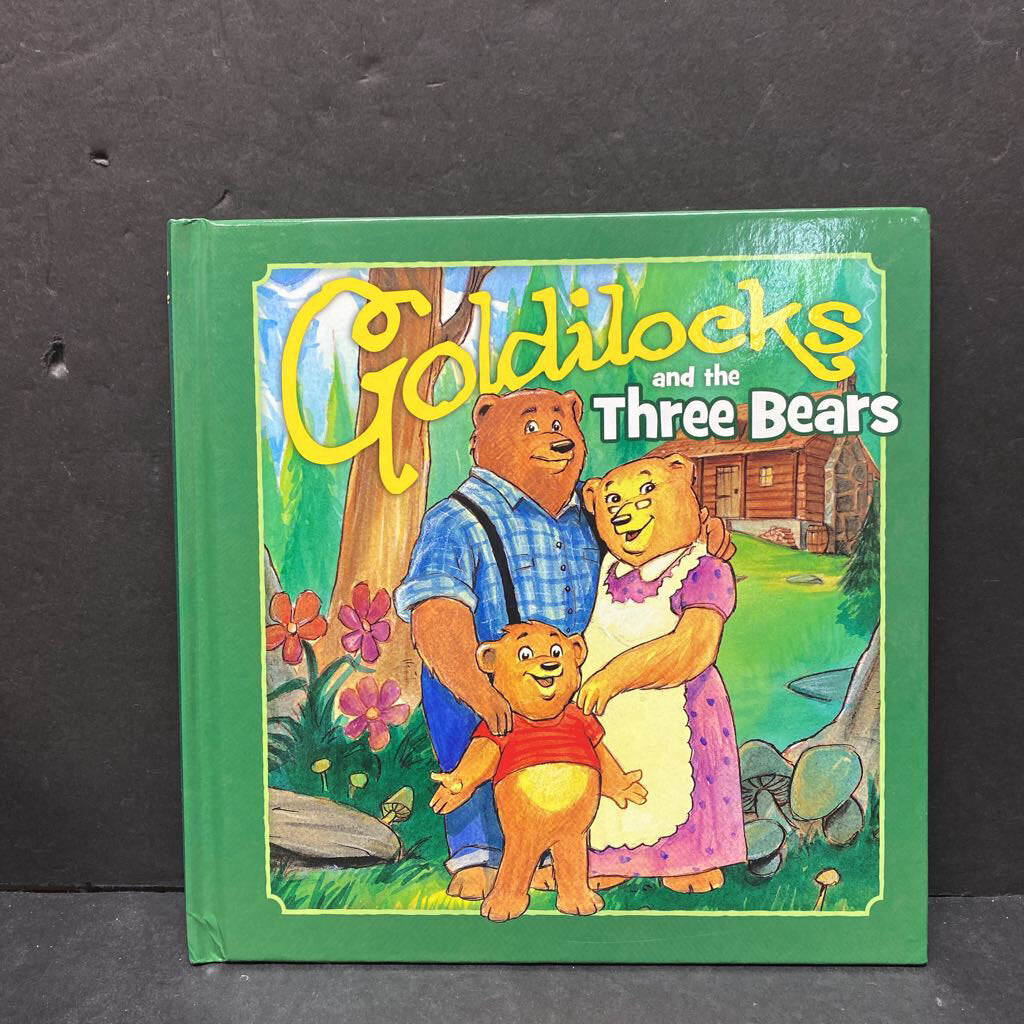 Goldilocks
and the
Three Bears